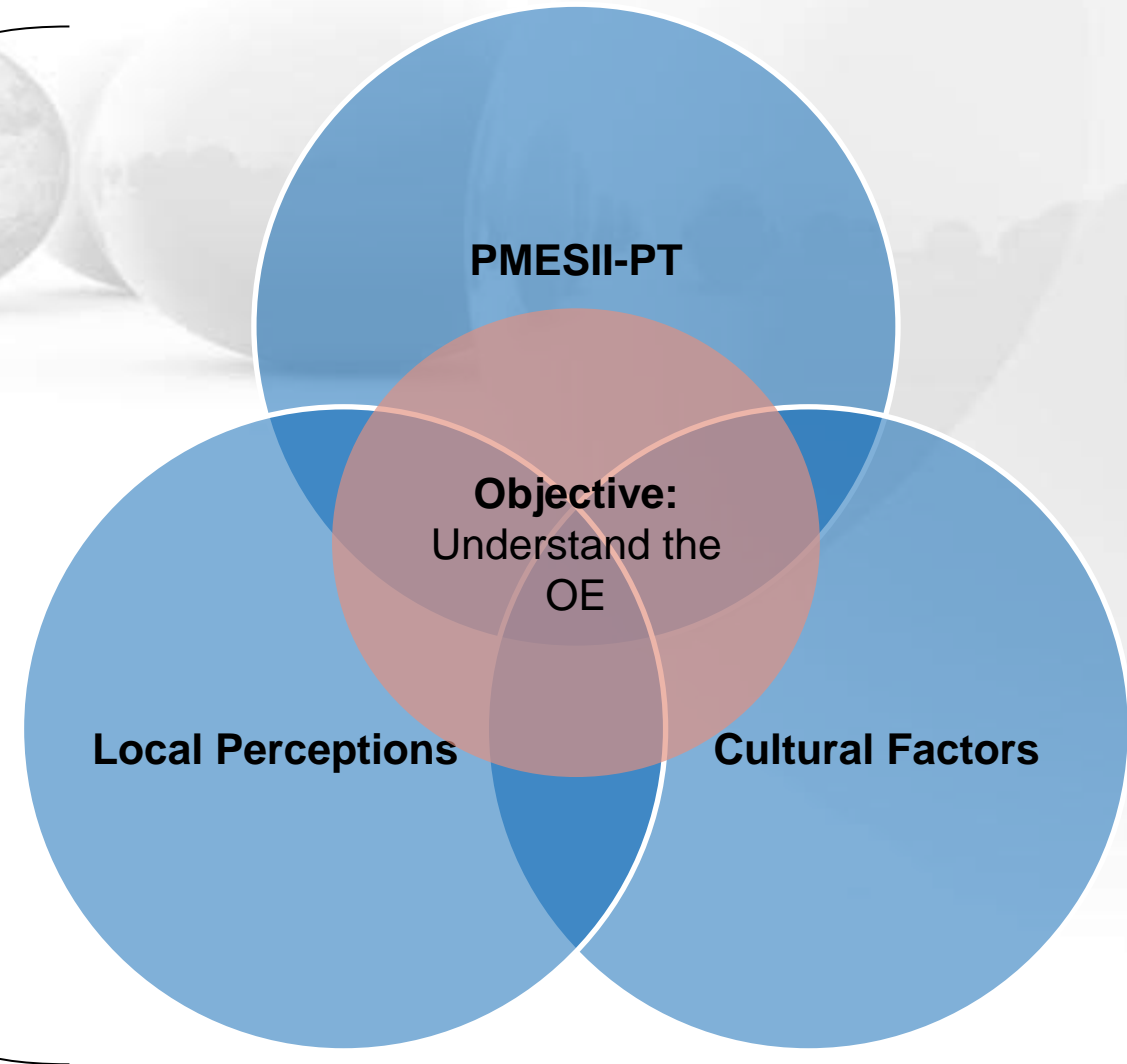 PMESII-PT
Objective:
Understand the
OE
Local Perceptions
Cultural Factors